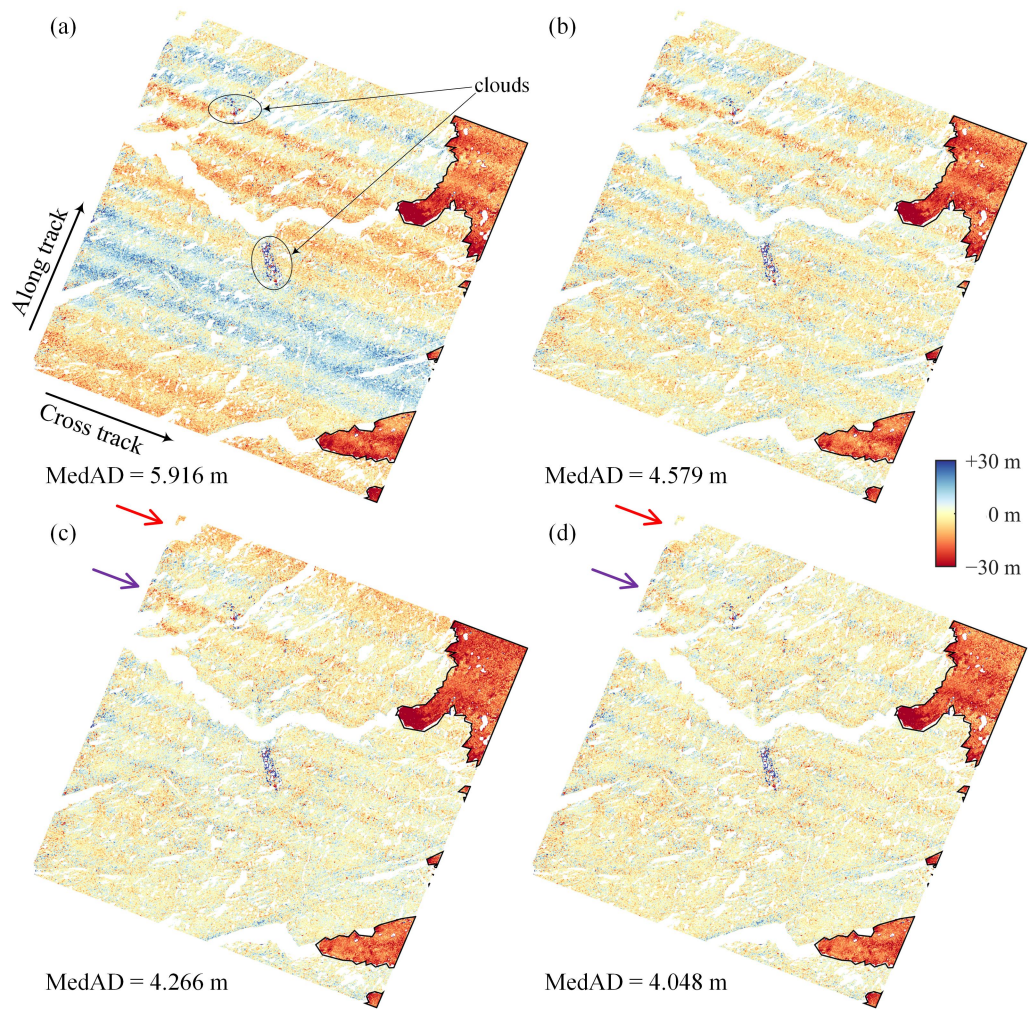 (a)
(b)
clouds
Along track
Cross track
MedAD = 5.916 m
MedAD = 4.579 m
+30 m
0 m
−30 m
(c)
(d)
MedAD = 4.266 m
MedAD = 4.048 m